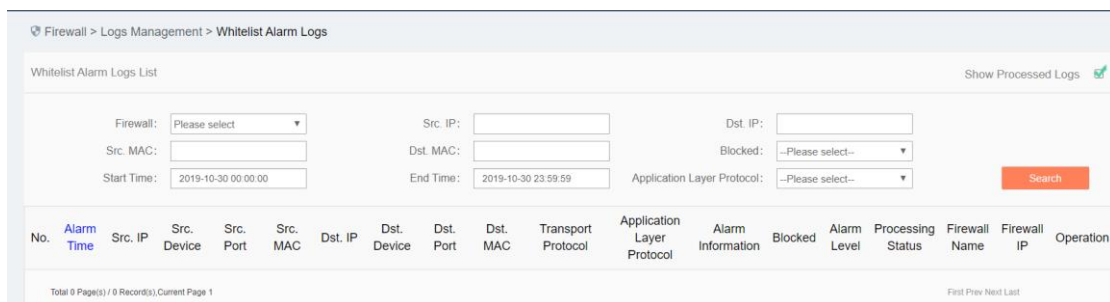 Firewall > Logs Management > Whitelist Alarm Logs
Whitelist Alarm Logs List Show Processed Logs
Firewall: Please select Src. IP: Dst. IP:
Src. MAC: Dst. MAC: Blocked: --Please select--
Start Time: 2019-10-30 00:00:00 End Time: 2019-10-30 23:59:59 Application Layer Protocol: --Please select-- Search
No. Alarm Time Src. IP Src. Device Src. Port Src. MAC Dst. IP Dst. Device Dst. Port Dst. MAC Transport Protocol Application Layer Protocol Alarm Information Blocked Alarm Level Processing Status Firewall Name Firewall IP Operation
Total 0 Page(s) / 0 Record(s),Current Page 1 First Prev Next Last